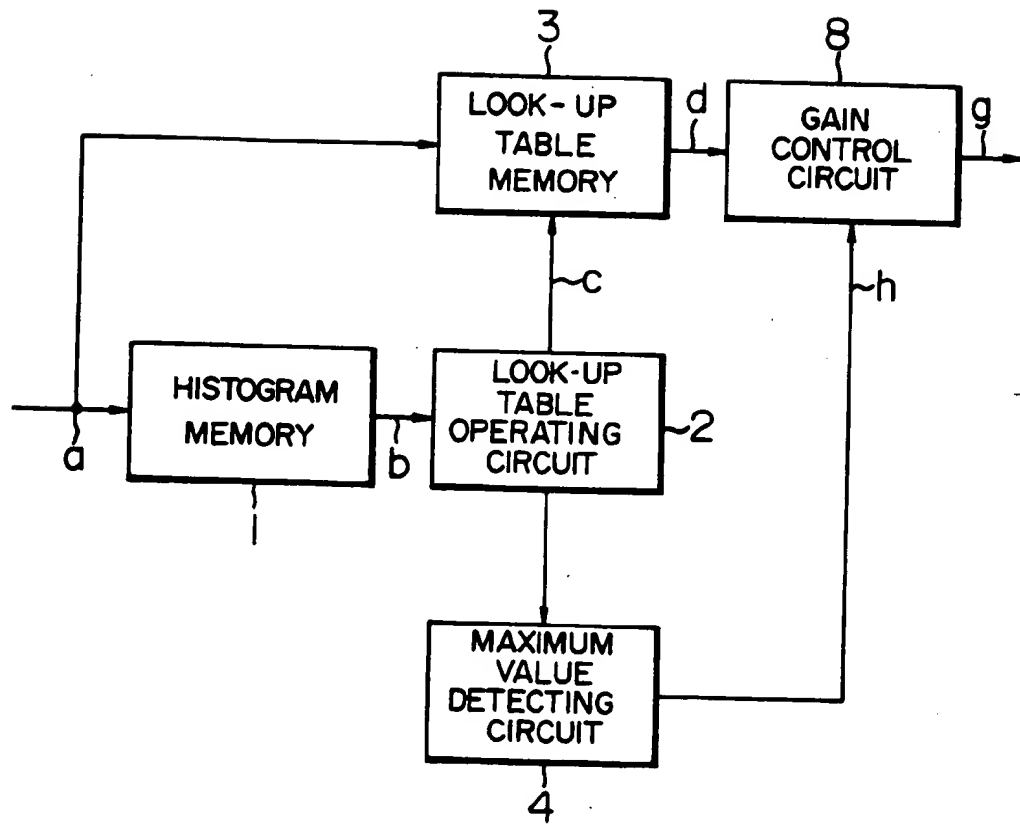 3
8
LOOK-UP
TABLE
MEMORY
d
GAIN
CONTROL
CIRCUIT
g
c
h
HISTOGRAM
MEMORY
a
b
LOOK-UP
TABLE
OPERATING
CIRCUIT
2
1
MAXIMUM
VALUE
DETECTING
CIRCUIT
4